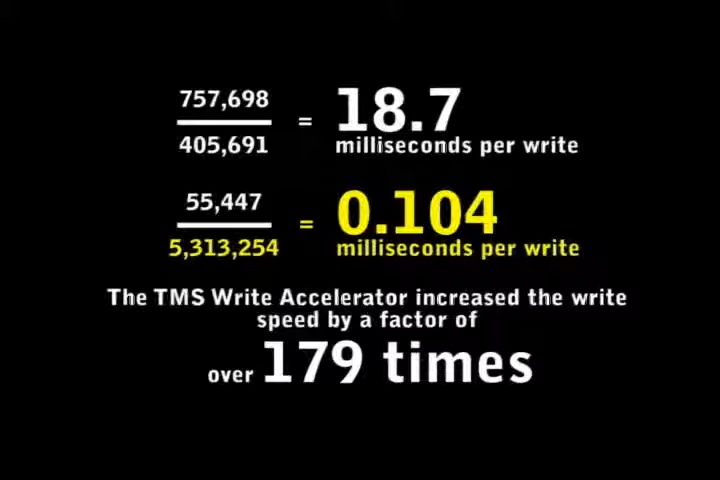 757,698
405,691
=
18.7
milliseconds per write
55,447
5,313,254
=
0.104
milliseconds per write
The TMS Write Accelerator increased the write
speed by a factor of
over 179 times